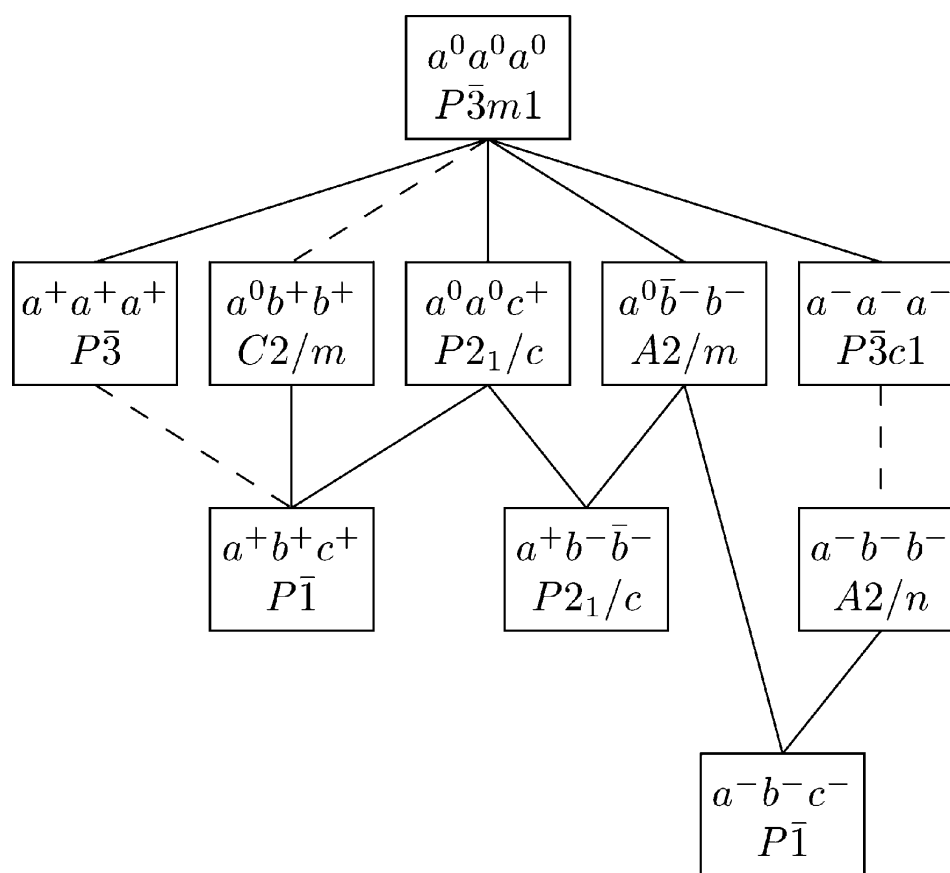 a⁰a⁰a⁰
P3̄m1
a⁺a⁺a⁺
P3̄
a⁰b⁺b⁺
C2/m
a⁰a⁰c⁺
P2₁/c
a⁰b̄⁻b⁻
A2/m
a⁻a⁻a⁻
P3̄c1
a⁺b⁺c⁺
P1̄
a⁺b⁻b̄⁻
P2₁/c
a⁻b⁻b⁻
A2/n
a⁻b⁻c⁻
P1̄